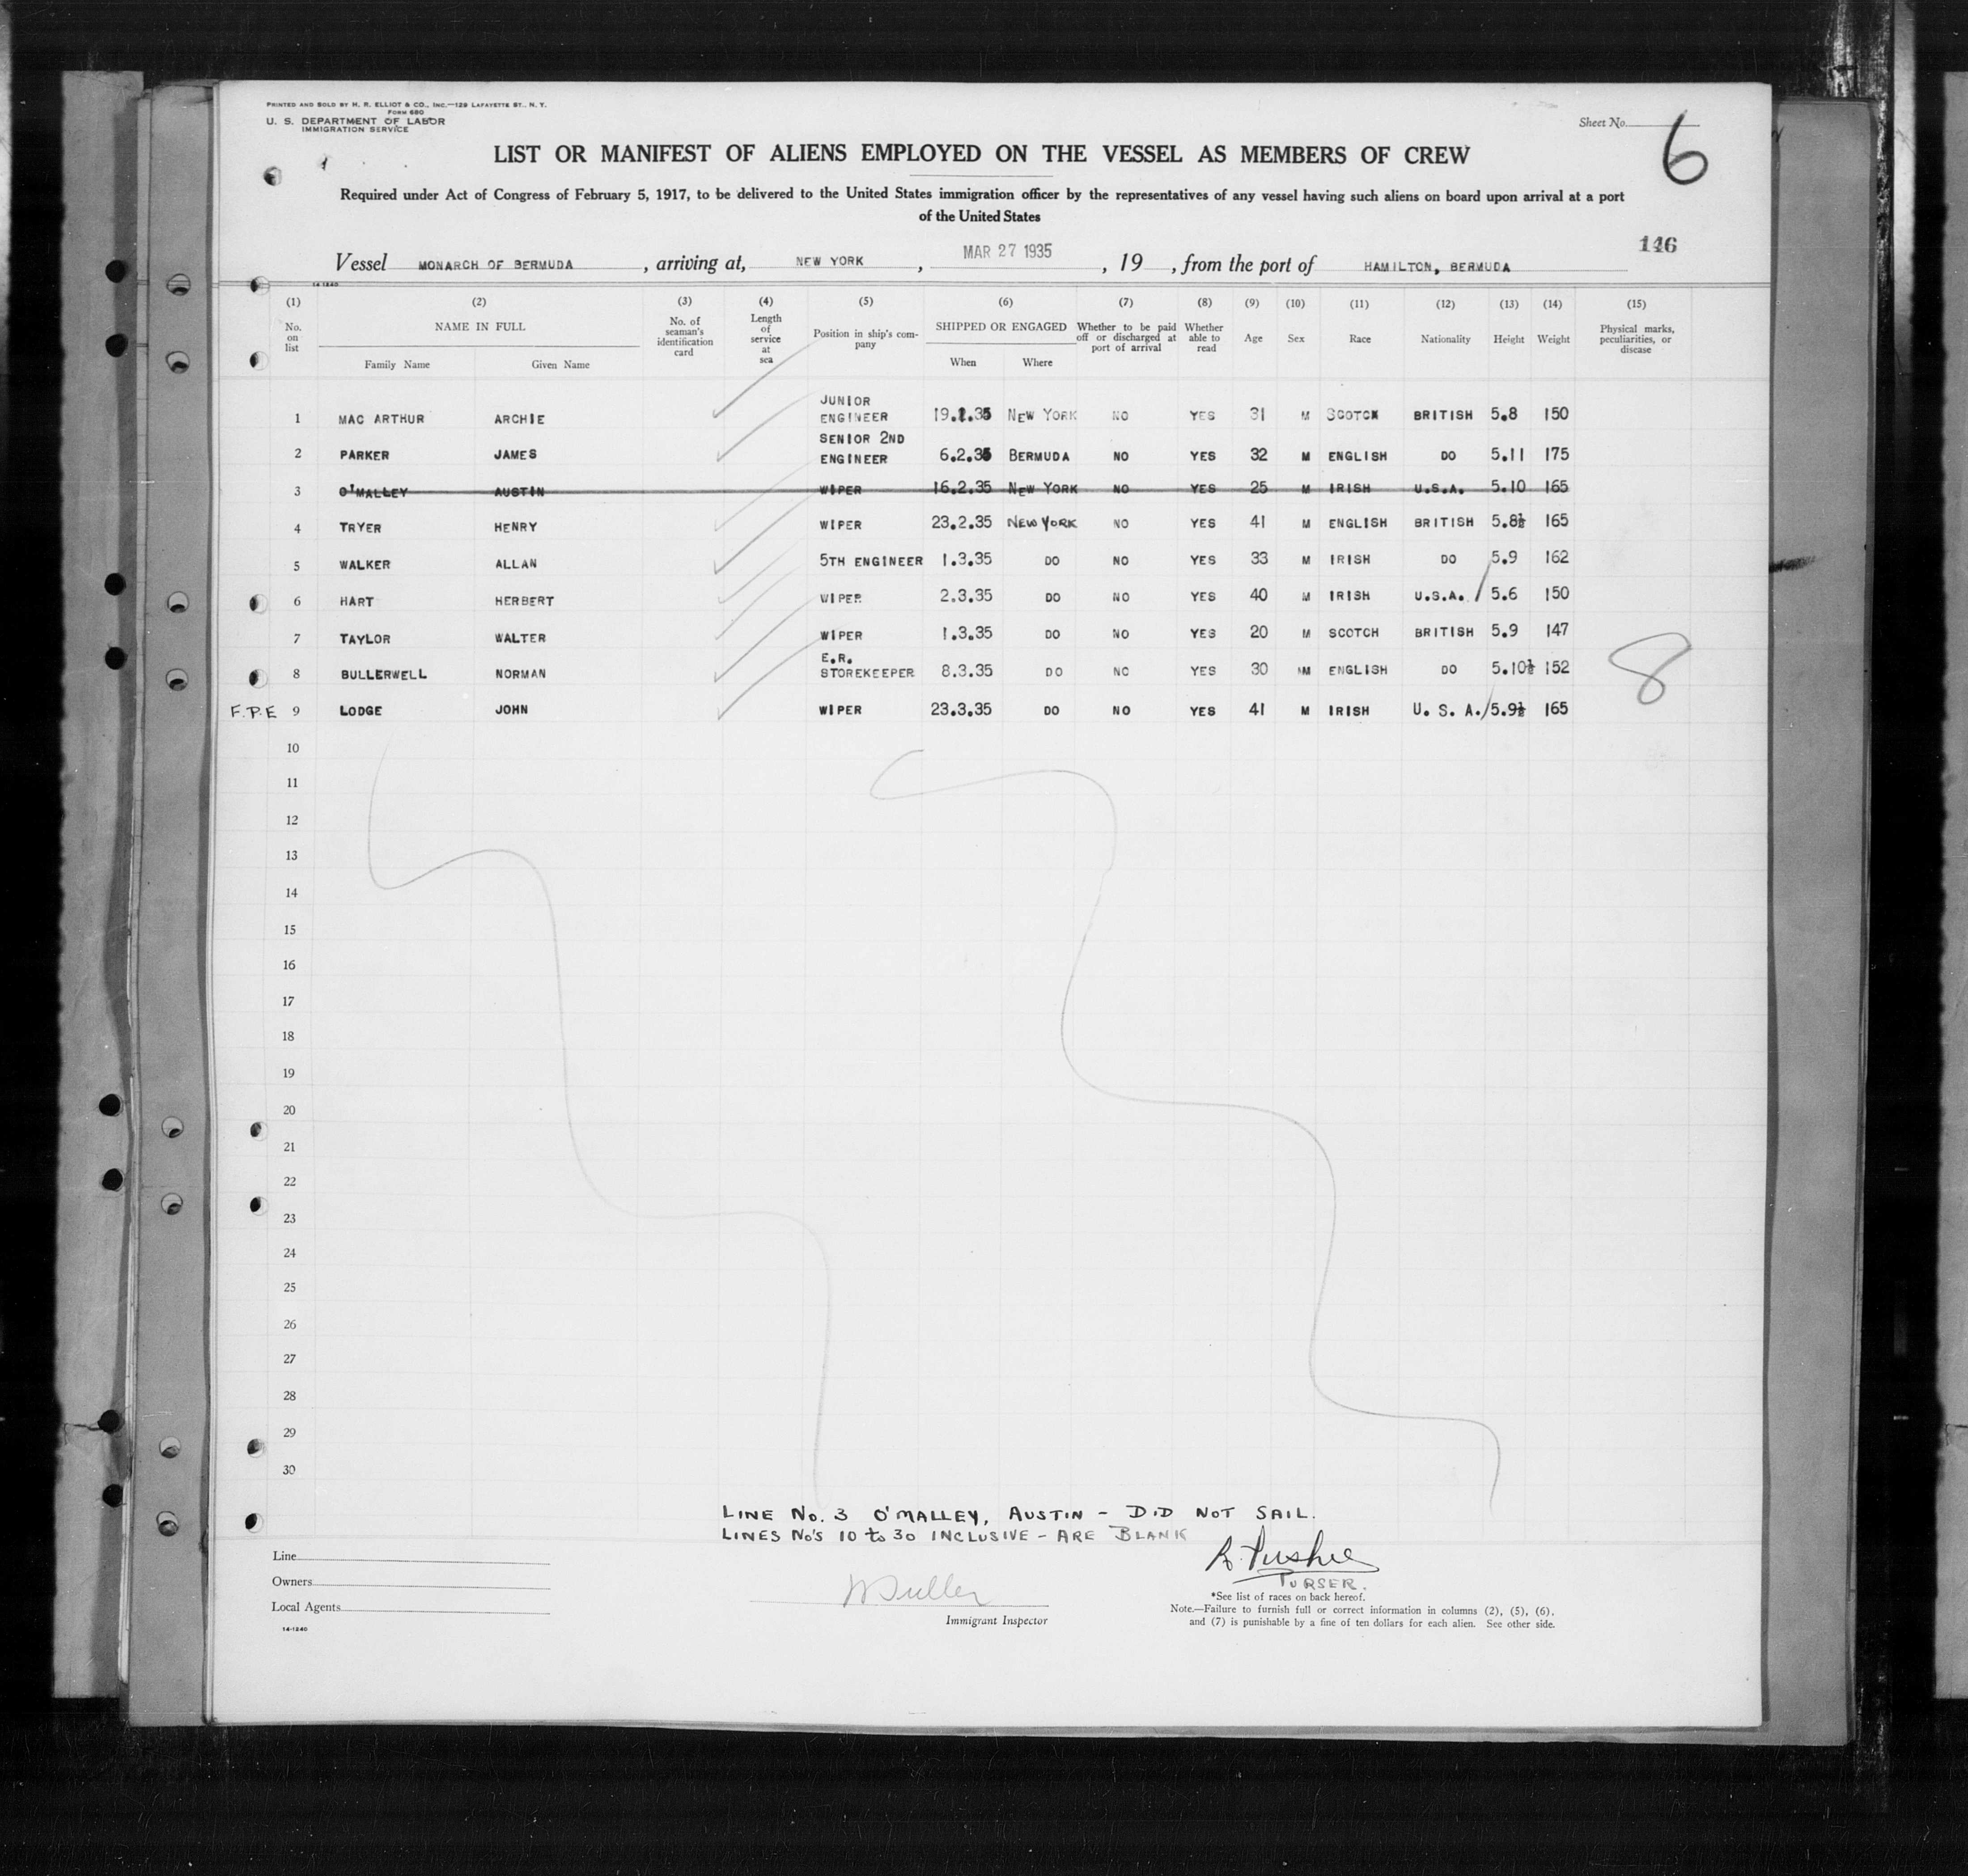 PRINTED AND SOLD BY H. R. ELLIOT & CO., INC.—129 LAFAYETTE ST., N. Y.
FORM 680
U. S. DEPARTMENT OF LABOR
IMMIGRATION SERVICE
Sheet No. 6
LIST OR MANIFEST OF ALIENS EMPLOYED ON THE VESSEL AS MEMBERS OF CREW
Required under Act of Congress of February 5, 1917, to be delivered to the United States immigration officer by the representatives of any vessel having such aliens on board upon arrival at a port
of the United States
146
Vessel MONARCH OF BERMUDA, arriving at, NEW YORK, MAR 27 1935, 19, from the port of HAMILTON, BERMUDA
14-1240
(1) (2) (3) (4) (5) (6) (7) (8) (9) (10) (11) (12) (13) (14) (15)
No. on list NAME IN FULL No. of seaman's identification card Length of service at sea Position in ship's company SHIPPED OR ENGAGED Whether to be paid off or discharged at port of arrival Whether able to read Age Sex Race Nationality Height Weight Physical marks, peculiarities, or disease
Family Name Given Name When Where
1 MAC ARTHUR ARCHIE JUNIOR ENGINEER 19.2.35 NEW YORK NO YES 31 M SCOTCH BRITISH 5.8 150
2 PARKER JAMES SENIOR 2ND ENGINEER 6.2.35 BERMUDA NO YES 32 M ENGLISH DO 5.11 175
3 O'MALLEY AUSTIN WIPER 16.2.35 NEW YORK NO YES 25 M IRISH U.S.A. 5.10 165
4 TRYER HENRY WIPER 23.2.35 NEW YORK NO YES 41 M ENGLISH BRITISH 5.8½ 165
5 WALKER ALLAN 5TH ENGINEER 1.3.35 DO NO YES 33 M IRISH DO 5.9 162
6 HART HERBERT WIPER 2.3.35 DO NO YES 40 M IRISH U.S.A. / 5.6 150
7 TAYLOR WALTER WIPER 1.3.35 DO NO YES 20 M SCOTCH BRITISH 5.9 147
8 BULLERWELL NORMAN E.R. STOREKEEPER 8.3.35 DO NO YES 30 M ENGLISH DO 5.10½ 152
8
F.P.E 9 LODGE JOHN WIPER 23.3.35 DO NO YES 41 M IRISH U. S. A. / 5.9½ 165
10
11
12
13
14
15
16
17
18
19
20
21
22
23
24
25
26
27
28
29
30
LINE No. 3 O'MALLEY, AUSTIN - DID NOT SAIL.
LINES No's 10 to 30 INCLUSIVE - ARE BLANK
PURSER.
Line
Owners
Local Agents
14-1240
Immigrant Inspector
*See list of races on back hereof.
Note.—Failure to furnish full or correct information in columns (2), (5), (6),
and (7) is punishable by a fine of ten dollars for each alien. See other side.